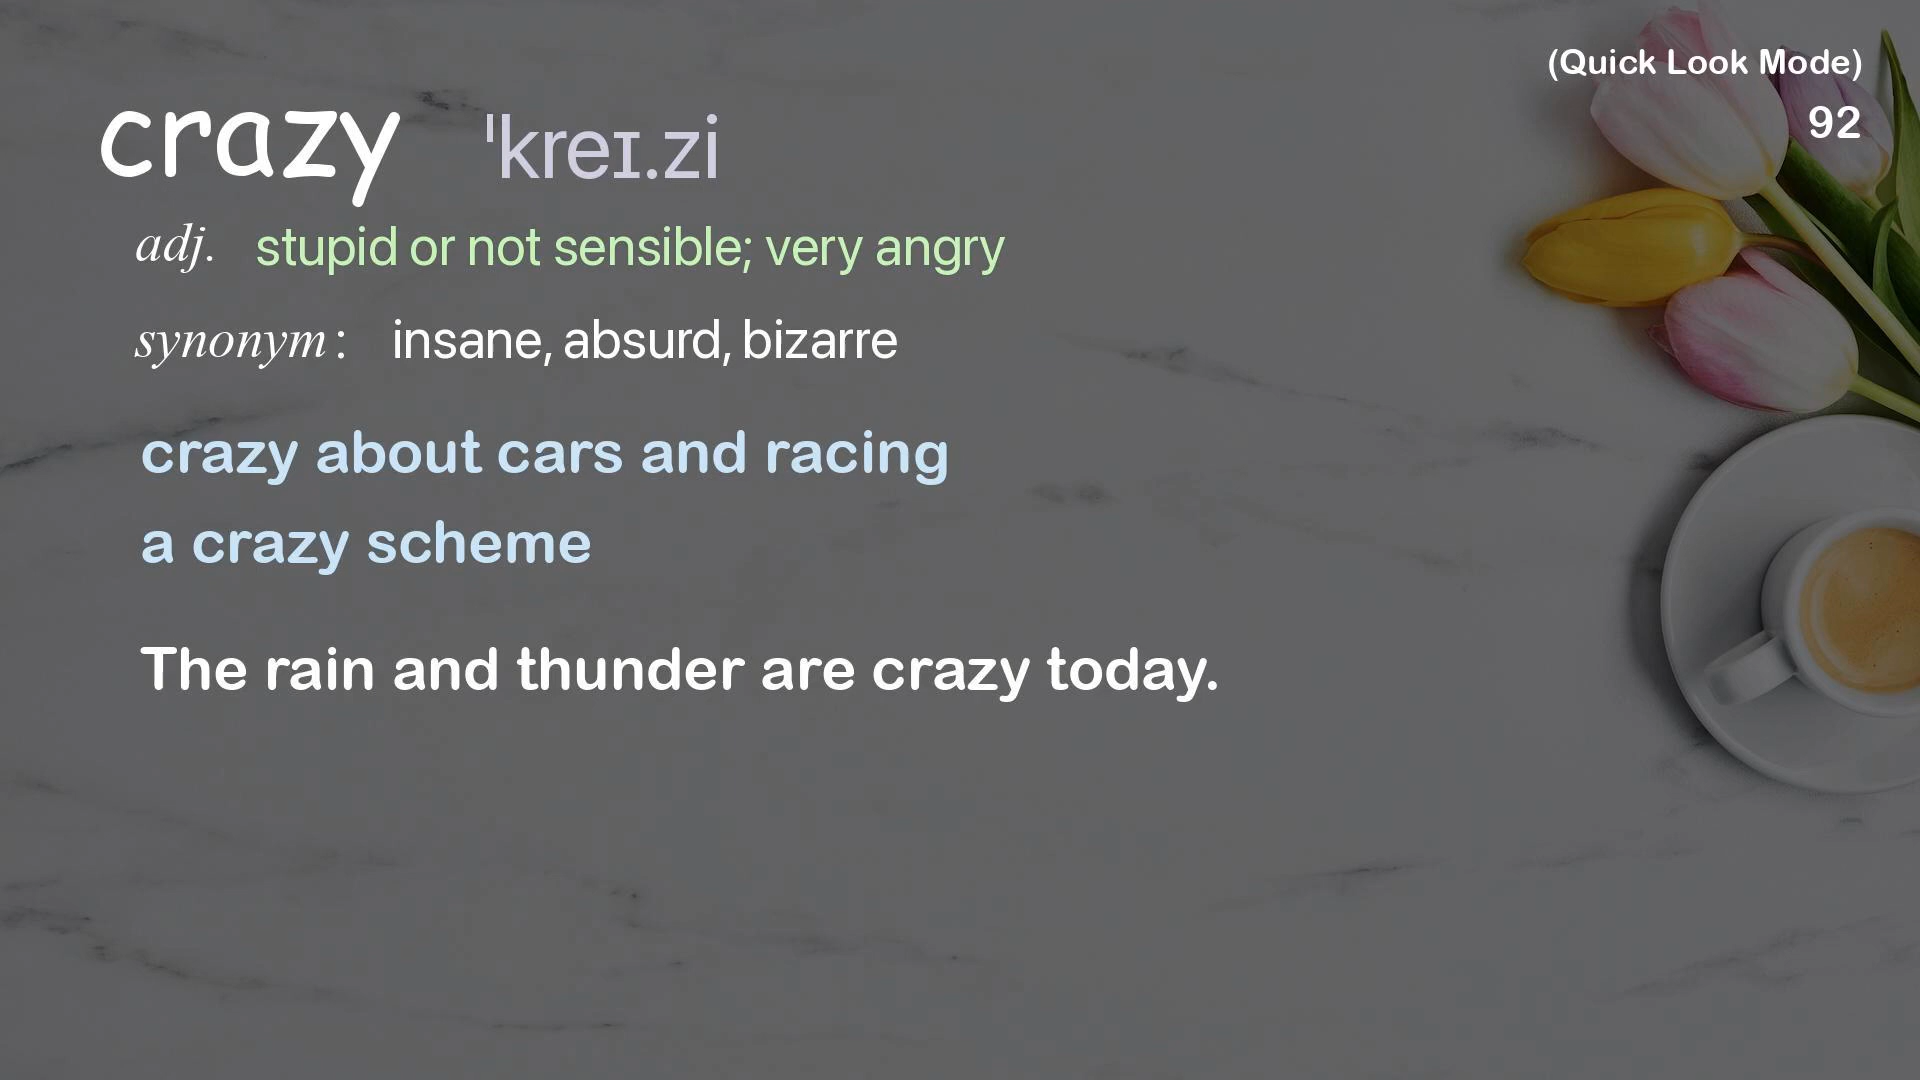 (Quick Look Mode)
92
crazy ˈkreɪ.zi
adj. stupid or not sensible; very angry
synonym: insane, absurd, bizarre
crazy about cars and racing
a crazy scheme
The rain and thunder are crazy today.